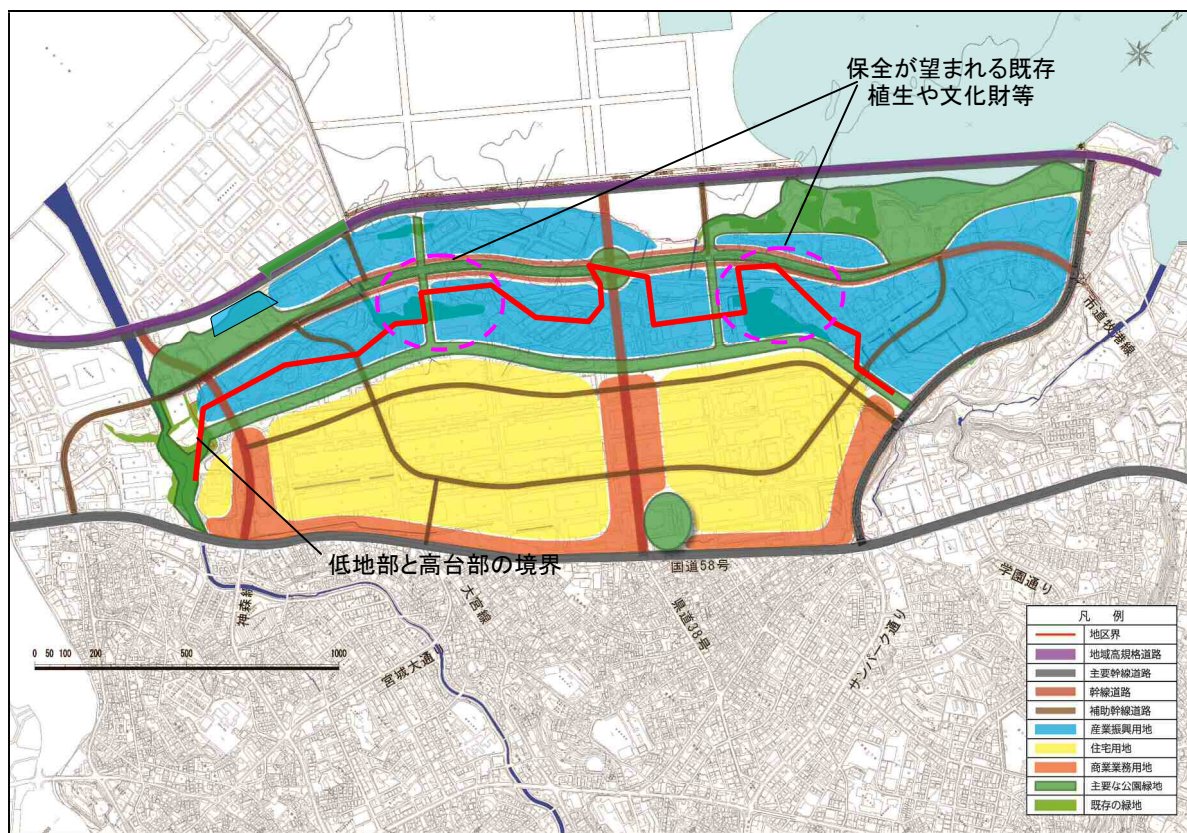 N
保全が望まれる既存
植生や文化財等
市道牧港線
低地部と高台部の境界
国道58号
学園通り
神森線
大宮線
県道38号
サンパーク通り
宮城大通
0 50 100 200 500 1000
凡 例
地区界
地域高規格道路
主要幹線道路
幹線道路
補助幹線道路
産業振興用地
住宅用地
商業業務用地
主要な公園緑地
既存の緑地